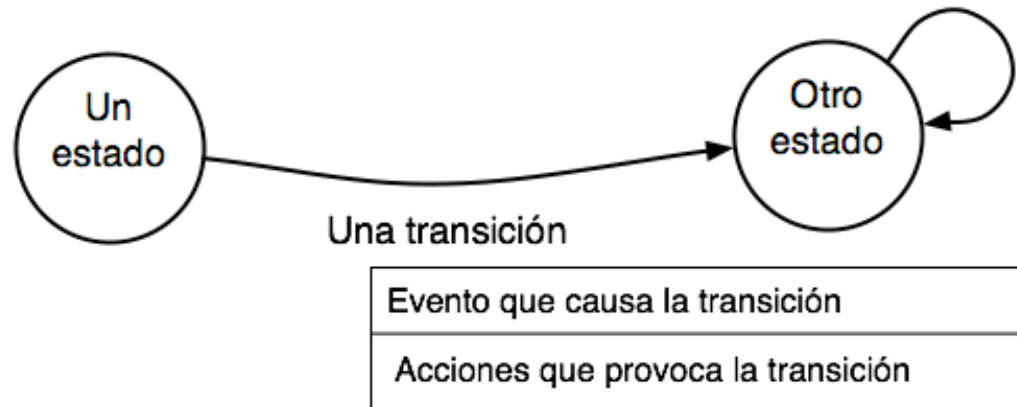 Un
estado
Otro
estado
Una transición
Evento que causa la transición
Acciones que provoca la transición